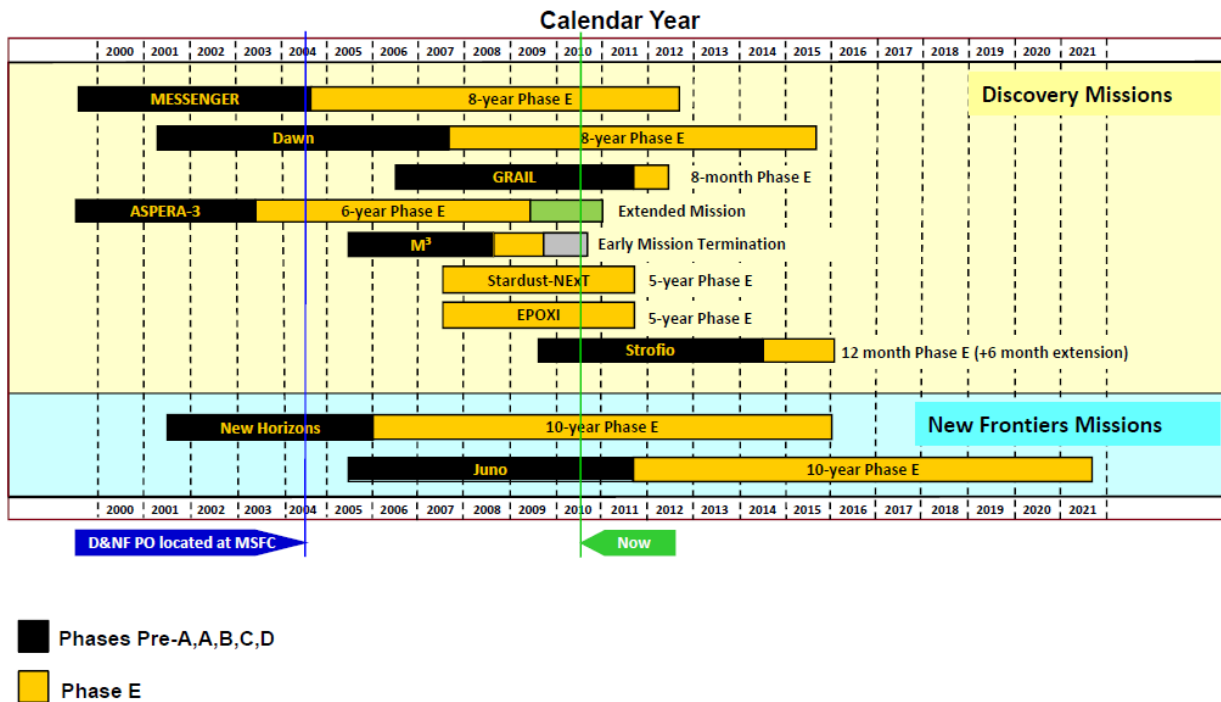 Calendar Year
2000 2001 2002 2003 2004 2005 2006 2007 2008 2009 2010 2011 2012 2013 2014 2015 2016 2017 2018 2019 2020 2021
Discovery Missions
MESSENGER 8-year Phase E
Dawn 8-year Phase E
GRAIL 8-month Phase E
ASPERA-3 6-year Phase E Extended Mission
M³ Early Mission Termination
Stardust-NExT 5-year Phase E
EPOXI 5-year Phase E
Strofio 12 month Phase E (+6 month extension)
New Frontiers Missions
New Horizons 10-year Phase E
Juno 10-year Phase E
2000 2001 2002 2003 2004 2005 2006 2007 2008 2009 2010 2011 2012 2013 2014 2015 2016 2017 2018 2019 2020 2021
D&NF PO located at MSFC Now
Phases Pre-A,A,B,C,D
Phase E